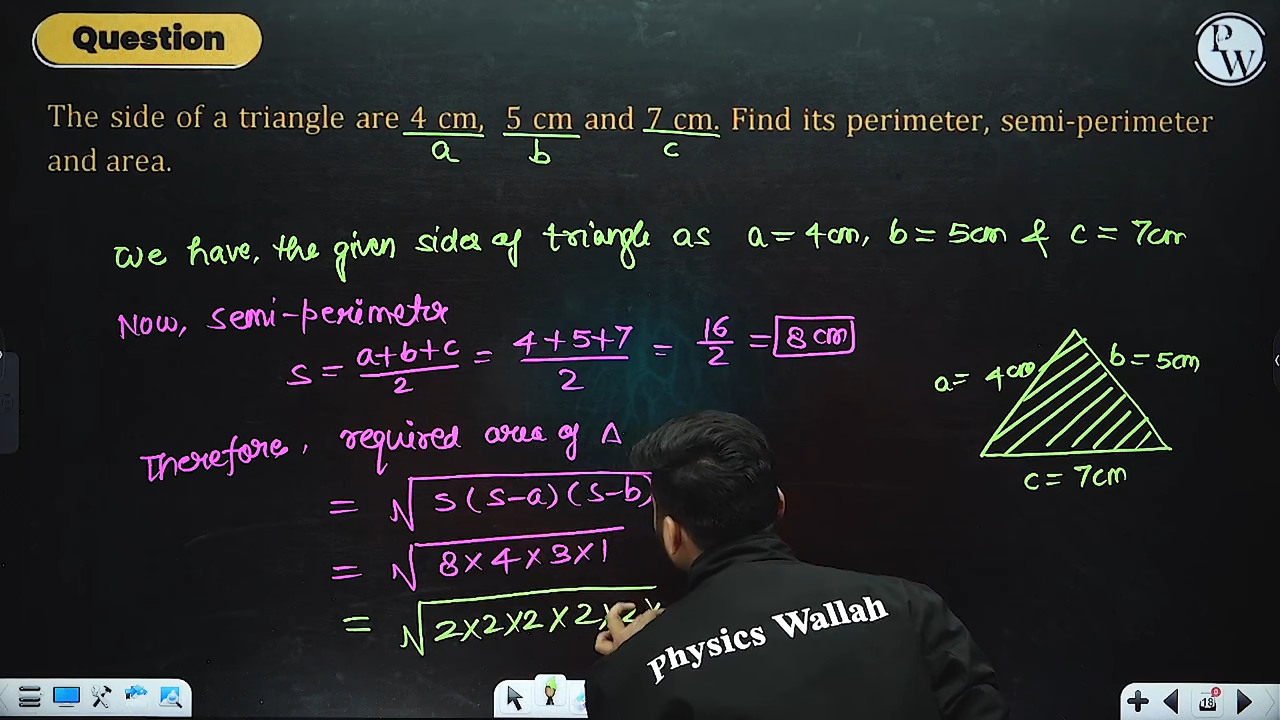 Question
PW
The side of a triangle are 4 cm, 5 cm and 7 cm. Find its perimeter, semi-perimeter
a b c
and area.
We have, the given sides of triangle as a = 4cm, b = 5cm & c = 7cm
Now, semi-perimeter
s = a+b+c/2 = 4+5+7/2 = 16/2 = 8 cm
a = 4cm b = 5cm
c = 7cm
Therefore, required area of Δ
= √s(s-a)(s-b)
= √8×4×3×1
= √2×2×2×2×2×
Physics Wallah
18